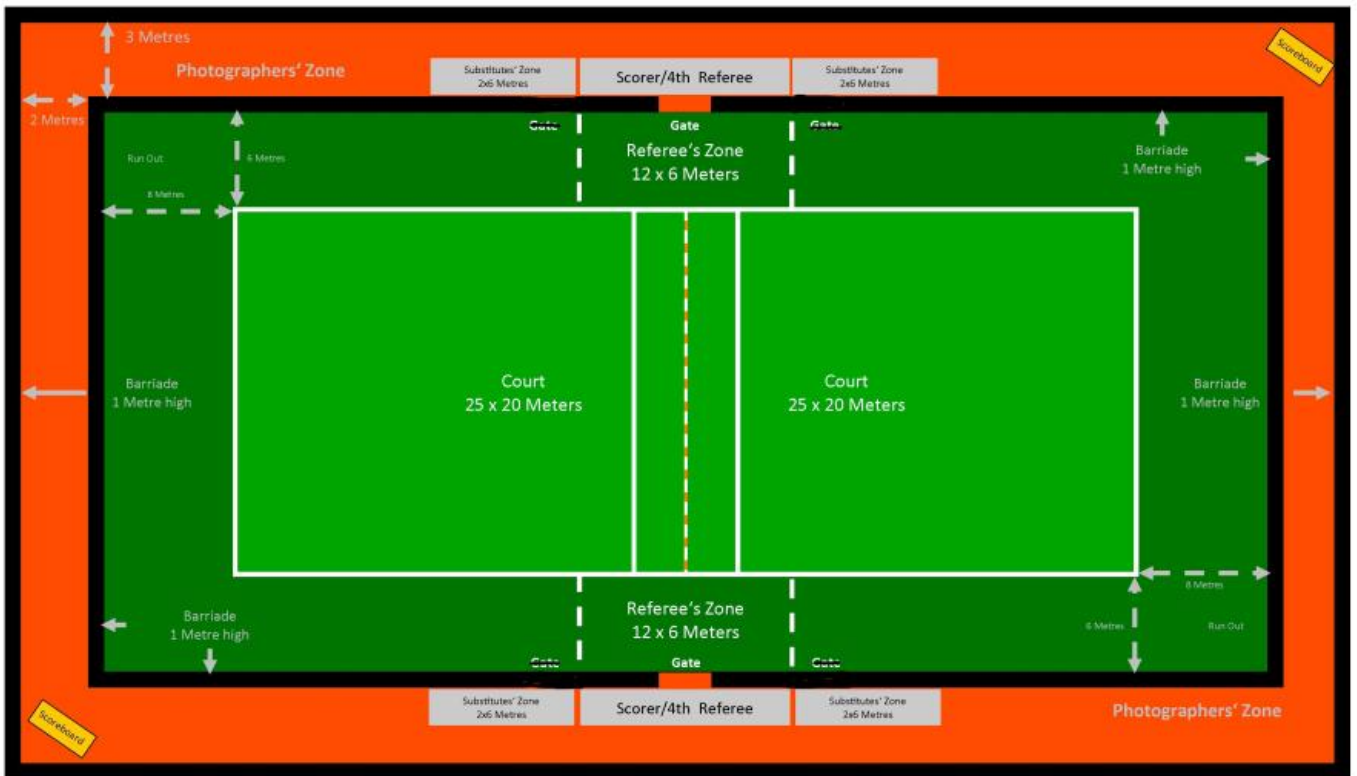 3 Metres
Scoreboard
Photographers' Zone
Substitutes' Zone
2x6 Metres
Scorer/4th Referee
Substitutes' Zone
2x6 Metres
2 Metres
Gate
Gate
Gate
Run Out
6 Metres
Referee's Zone
12 x 6 Meters
Barriade
1 Metre high
8 Metres
Barriade
1 Metre high
Court
25 x 20 Meters
Court
25 x 20 Meters
Barriade
1 Metre high
8 Metres
Barriade
1 Metre high
Referee's Zone
12 x 6 Meters
6 Metres
Run Out
Gate
Gate
Gate
Substitutes' Zone
2x6 Metres
Scorer/4th Referee
Substitutes' Zone
2x6 Metres
Photographers' Zone
Scoreboard